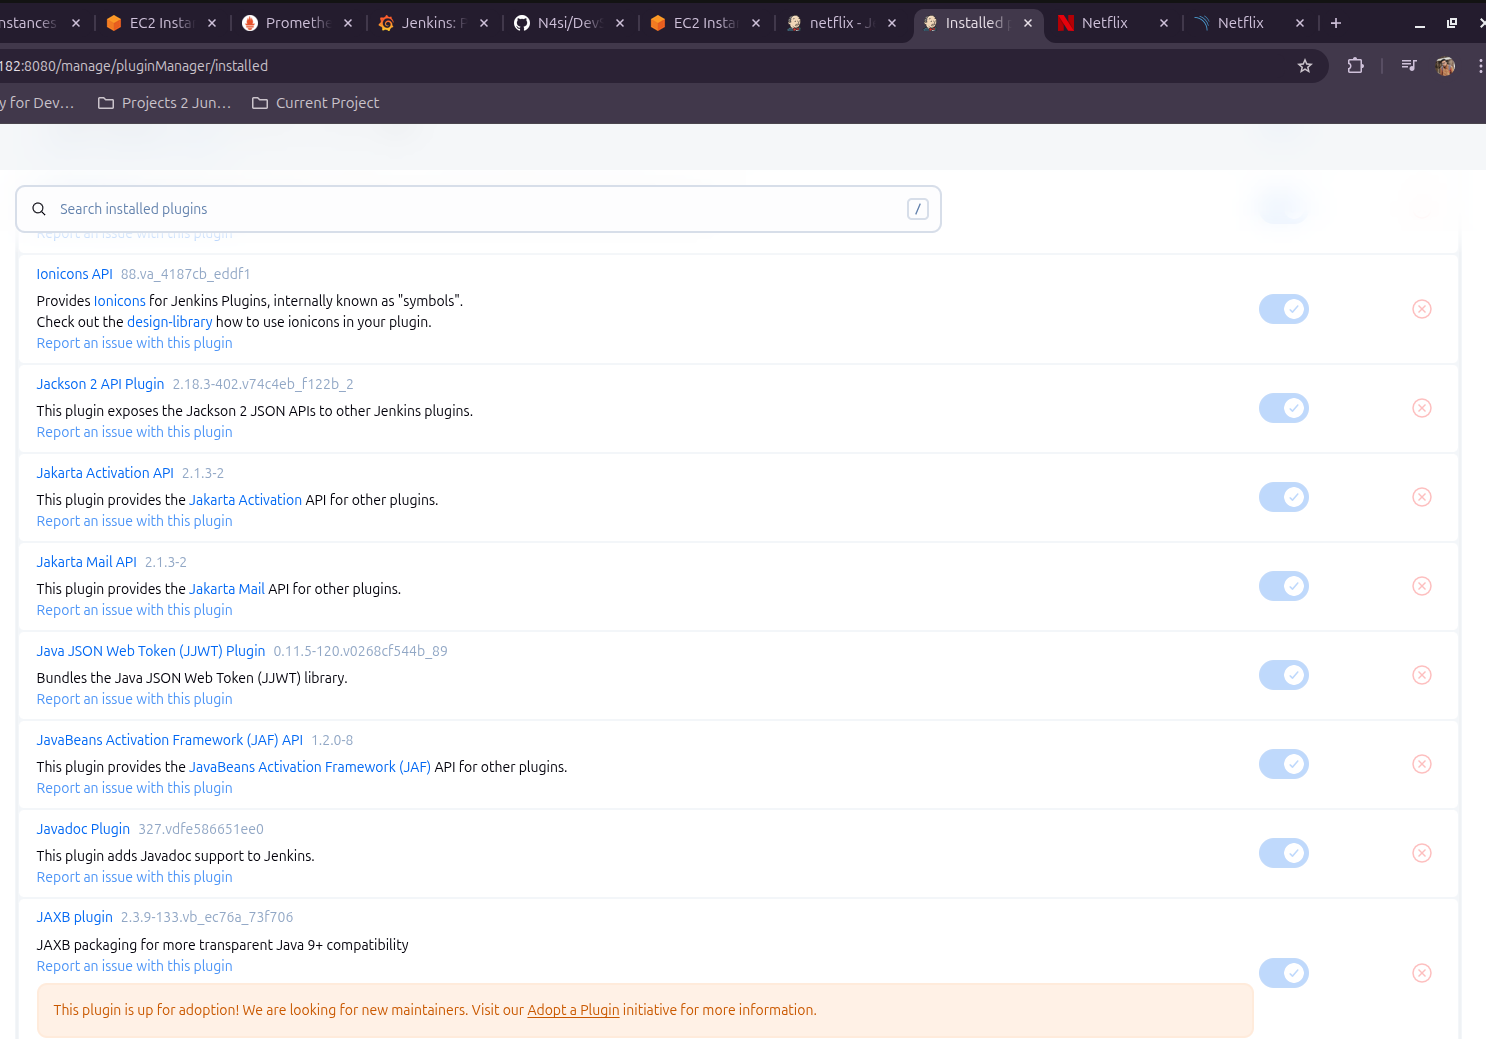 nstances
EC2 Insta
Promethe
Jenkins: P
N4si/DevS
EC2 Insta
netflix - J
Installed p
Netflix
Netflix
182:8080/manage/pluginManager/installed
y for Dev...
Projects 2 Jun...
Current Project
Search installed plugins
/
Report an issue with this plugin
Ionicons API 88.va_4187cb_eddf1
Provides Ionicons for Jenkins Plugins, internally known as "symbols".
Check out the design-library how to use ionicons in your plugin.
Report an issue with this plugin
Jackson 2 API Plugin 2.18.3-402.v74c4eb_f122b_2
This plugin exposes the Jackson 2 JSON APIs to other Jenkins plugins.
Report an issue with this plugin
Jakarta Activation API 2.1.3-2
This plugin provides the Jakarta Activation API for other plugins.
Report an issue with this plugin
Jakarta Mail API 2.1.3-2
This plugin provides the Jakarta Mail API for other plugins.
Report an issue with this plugin
Java JSON Web Token (JJWT) Plugin 0.11.5-120.v0268cf544b_89
Bundles the Java JSON Web Token (JJWT) library.
Report an issue with this plugin
JavaBeans Activation Framework (JAF) API 1.2.0-8
This plugin provides the JavaBeans Activation Framework (JAF) API for other plugins.
Report an issue with this plugin
Javadoc Plugin 327.vdfe586651ee0
This plugin adds Javadoc support to Jenkins.
Report an issue with this plugin
JAXB plugin 2.3.9-133.vb_ec76a_73f706
JAXB packaging for more transparent Java 9+ compatibility
Report an issue with this plugin
This plugin is up for adoption! We are looking for new maintainers. Visit our Adopt a Plugin initiative for more information.